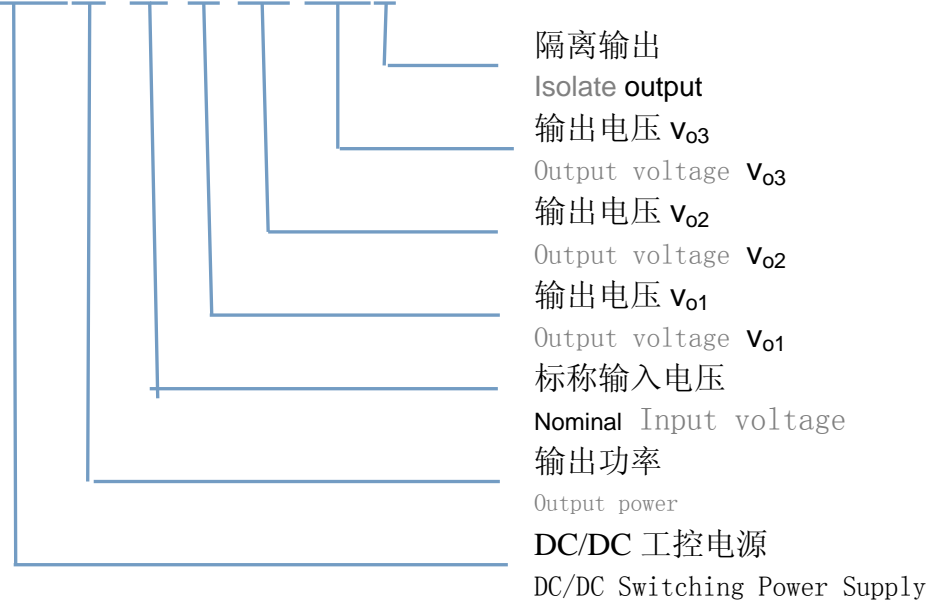 隔离输出
Isolate output
输出电压 Vo3
Output voltage Vo3
输出电压 Vo2
Output voltage Vo2
输出电压 Vo1
Output voltage Vo1
标称输入电压
Nominal Input voltage
输出功率
Output power
DC/DC 工控电源
DC/DC Switching Power Supply